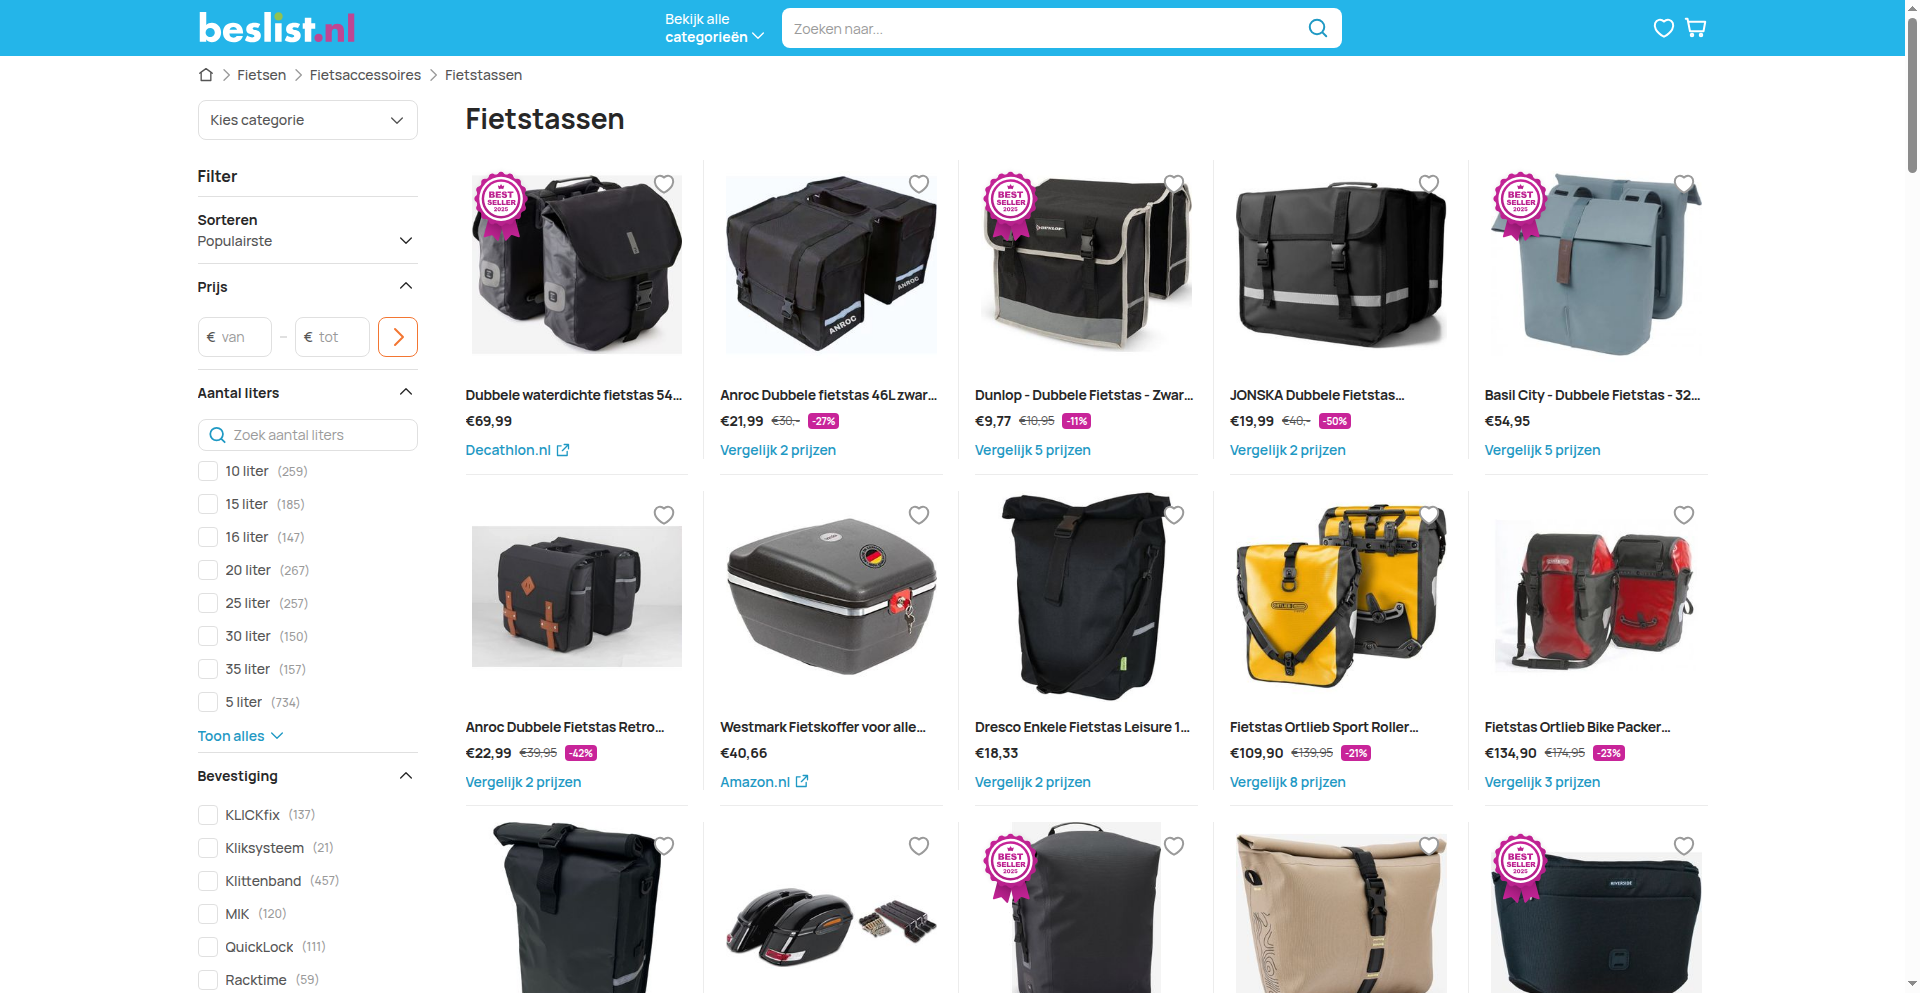 beslist.nl
Bekijk alle
categorieën
Zoeken naar...
Fietsen
Fietsaccessoires
Fietstassen
Kies categorie
Fietstassen
Filter
Sorteren
Populairste
Prijs
€ van
–
€ tot
Aantal liters
Zoek aantal liters
10 liter (259)
15 liter (185)
16 liter (147)
20 liter (267)
25 liter (257)
30 liter (150)
35 liter (157)
5 liter (734)
Toon alles
Bevestiging
KLICKfix (137)
Kliksysteem (21)
Klittenband (457)
MIK (120)
QuickLock (111)
Racktime (59)
BEST
SELLER
2025
Dubbele waterdichte fietstas 54...
€69,99
Decathlon.nl
ANROC
ANROC
Anroc Dubbele fietstas 46L zwar...
€21,99 €30,- -27%
Vergelijk 2 prijzen
BEST
SELLER
2025
DUNLOP
Dunlop - Dubbele Fietstas - Zwar...
€9,77 €10,95 -11%
Vergelijk 5 prijzen
JONSKA Dubbele Fietstas...
€19,99 €40,- -50%
Vergelijk 2 prijzen
BEST
SELLER
2025
Basil City - Dubbele Fietstas - 32...
€54,95
Vergelijk 5 prijzen
Anroc Dubbele Fietstas Retro...
€22,99 €39,95 -42%
Vergelijk 2 prijzen
Westmark Fietskoffer voor alle...
€40,66
Amazon.nl
Dresco Enkele Fietstas Leisure 1...
€18,33
Vergelijk 2 prijzen
ORTLIEB
Fietstas Ortlieb Sport Roller...
€109,90 €139,95 -21%
Vergelijk 8 prijzen
Fietstas Ortlieb Bike Packer...
€134,90 €174,95 -23%
Vergelijk 3 prijzen
BEST
SELLER
2025
BEST
SELLER
2025
RIVERSIDE